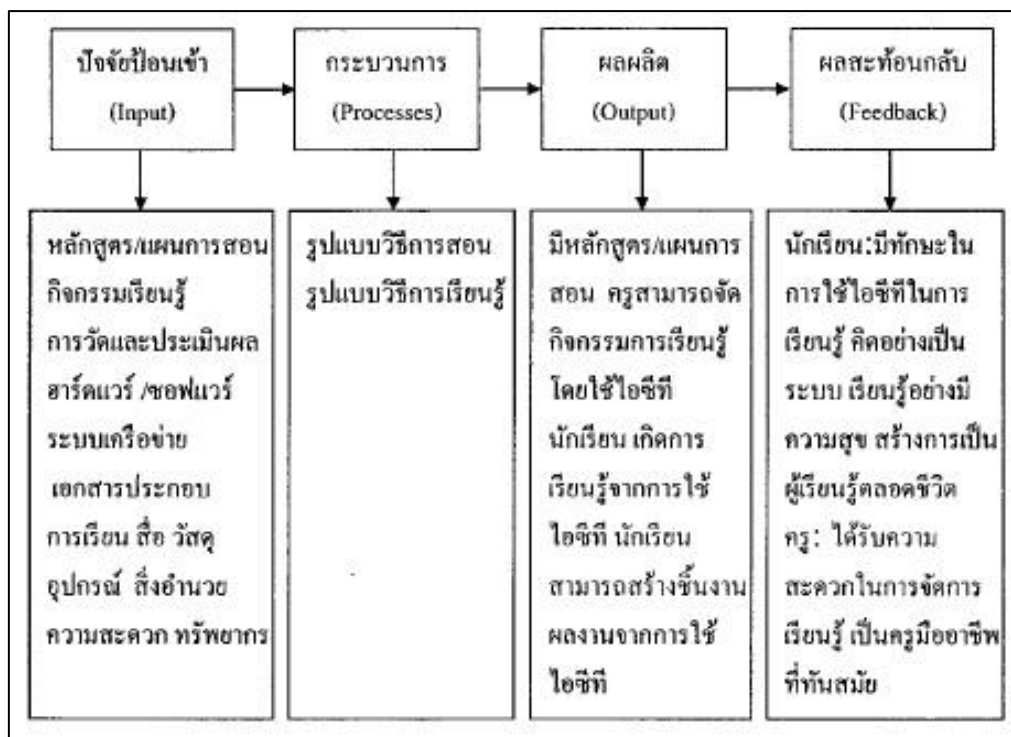 ปัจจัยป้อนเข้า
(Input)
กระบวนการ
(Processes)
ผลผลิต
(Output)
ผลสะท้อนกลับ
(Feedback)
หลักสูตร/แผนการสอน
กิจกรรมเรียนรู้
การวัดและประเมินผล
ฮาร์ดแวร์ /ซอฟแวร์
ระบบเครือข่าย
เอกสารประกอบ
การเรียน สื่อ วัสดุ
อุปกรณ์ สิ่งอำนวย
ความสะดวก ทรัพยากร
รูปแบบวิธีการสอน
รูปแบบวิธีการเรียนรู้
มีหลักสูตร/แผนการ
สอน ครูสามารถจัด
กิจกรรมการเรียนรู้
โดยใช้ไอซีที
นักเรียน เกิดการ
เรียนรู้จากการใช้
ไอซีที นักเรียน
สามารถสร้างชิ้นงาน
ผลงานจากการใช้
ไอซีที
นักเรียน:มีทักษะใน
การใช้ไอซีทีในการ
เรียนรู้ คิดอย่างเป็น
ระบบ เรียนรู้อย่างมี
ความสุข สร้างการเป็น
ผู้เรียนรู้ตลอดชีวิต
ครู: ได้รับความ
สะดวกในการจัดการ
เรียนรู้ เป็นครูมืออาชีพ
ที่ทันสมัย